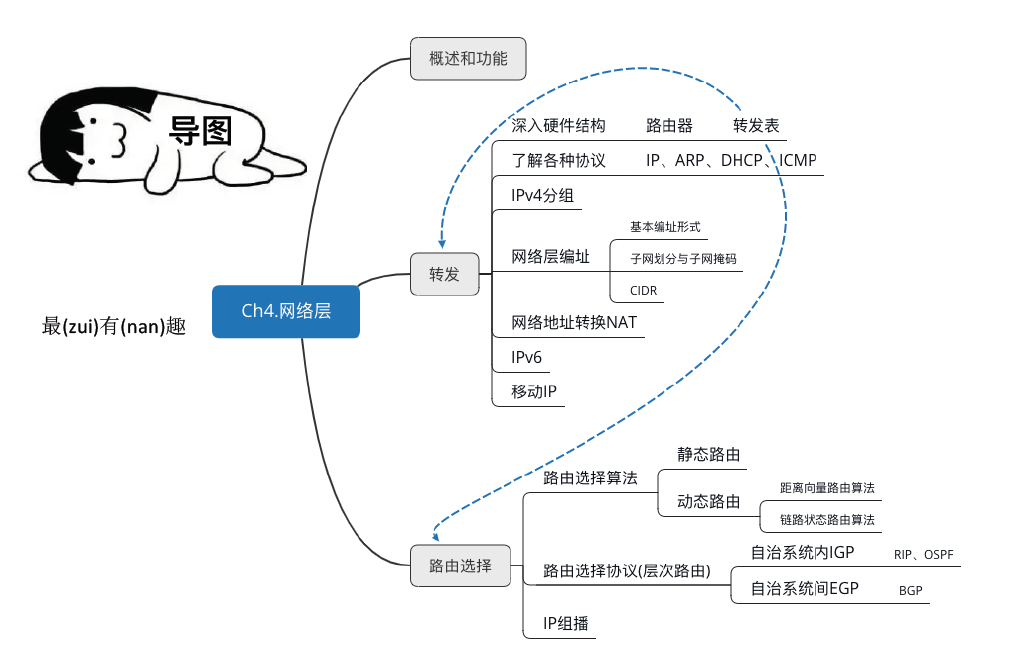 概述和功能
导图
深入硬件结构 路由器 转发表
了解各种协议 IP、ARP、DHCP、ICMP
IPv4分组
基本编址形式
网络层编址
子网划分与子网掩码
转发
CIDR
Ch4.网络层
最(zui)有(nan)趣
网络地址转换NAT
IPv6
移动IP
静态路由
路由选择算法
动态路由
距离向量路由算法
链路状态路由算法
自治系统内IGP RIP、OSPF
路由选择
路由选择协议(层次路由)
自治系统间EGP BGP
IP组播